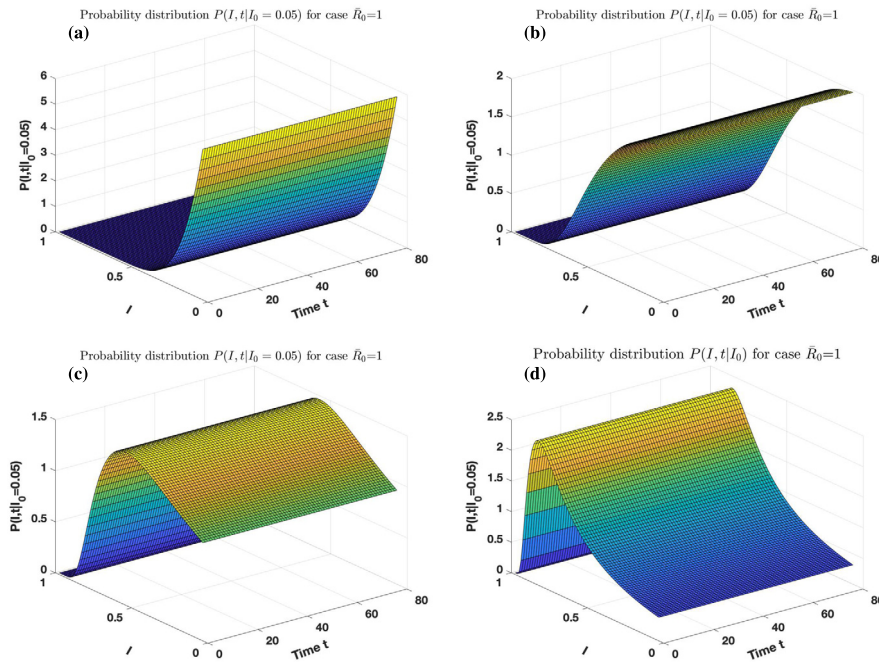 Probability distribution P(I, t|I₀ = 0.05) for case R̄₀=1
(a)
6
5
4
3
2
1
0
P(I,t|I₀=0.05)
1
0.5
0
I
0
20
40
60
80
Time t
Probability distribution P(I, t|I₀ = 0.05) for case R̄₀=1
(b)
2
1.5
1
0.5
0
P(I,t|I₀=0.05)
1
0.5
0
I
0
20
40
60
80
Time t
Probability distribution P(I, t|I₀ = 0.05) for case R̄₀=1
(c)
1.5
1
0.5
0
P(I,t|I₀=0.05)
1
0.5
0
I
0
20
40
60
80
Time t
Probability distribution P(I, t|I₀) for case R̄₀=1
(d)
2.5
2
1.5
1
0.5
0
P(I,t|I₀=0.05)
1
0.5
0
I
0
20
40
60
80
Time t